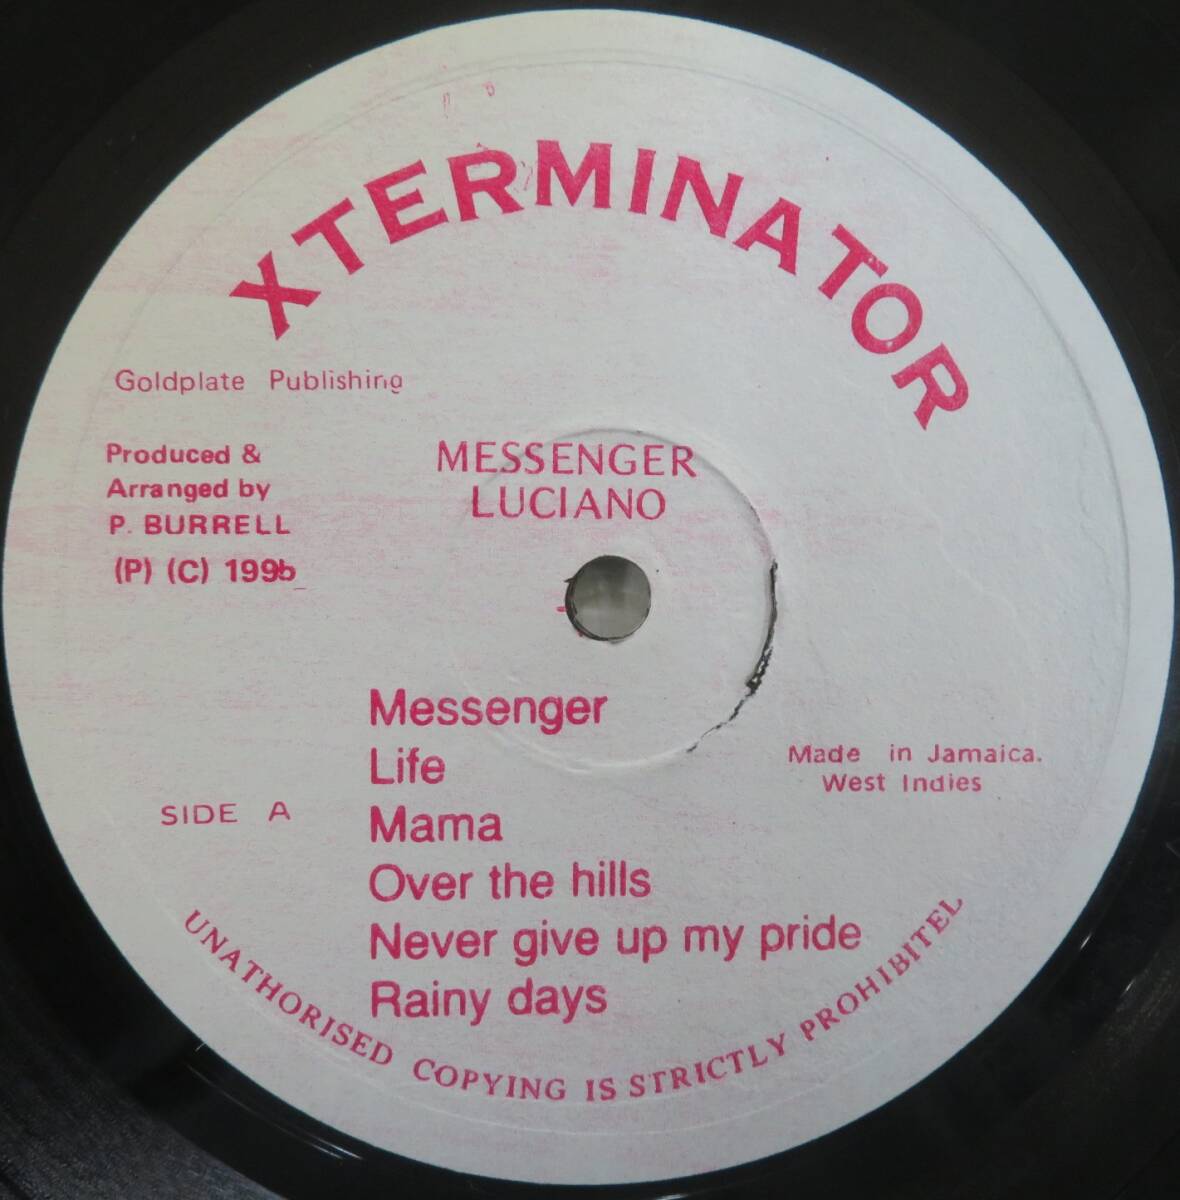 XTERMINATOR
Goldplate Publishing
Produced &
Arranged by
P. BURRELL
(P) (C) 1996
MESSENGER
LUCIANO
Messenger
Life
Mama
Over the hills
Never give up my pride
Rainy days
SIDE A
Made in Jamaica.
West Indies
UNATHORISED COPYING IS STRICTLY PROHIBITEL